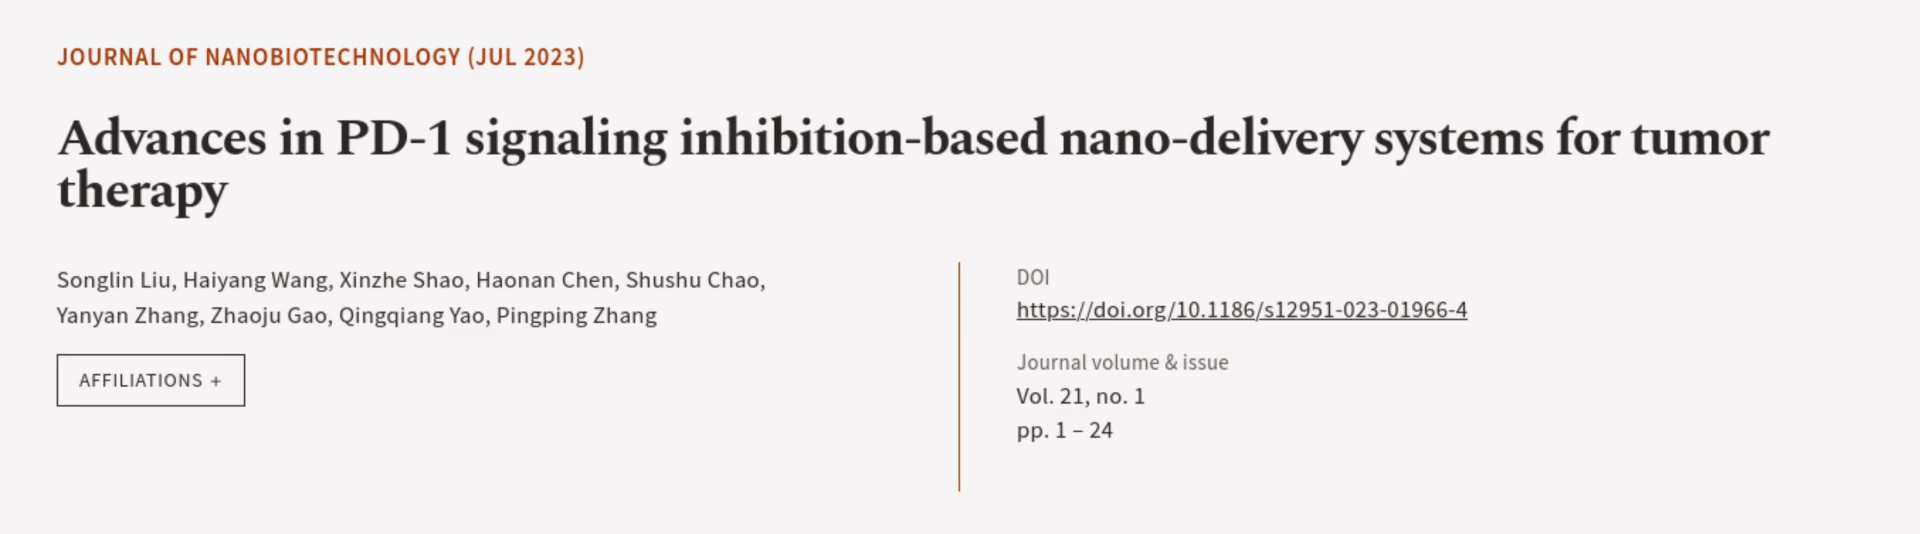 JOURNAL OF NANOBIOTECHNOLOGY (JUL 2023)
Advances in PD-1 signaling inhibition-based nano-delivery systems for tumor
therapy
Songlin Liu, Haiyang Wang, Xinzhe Shao, Haonan Chen, Shushu Chao,
Yanyan Zhang, Zhaoju Gao, Qingqiang Yao, Pingping Zhang
AFFILIATIONS +
DOI
https://doi.org/10.1186/s12951-023-01966-4
Journal volume & issue
Vol. 21, no. 1
pp. 1 – 24